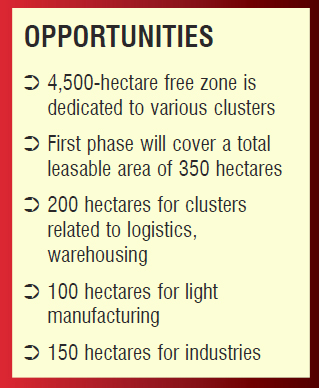 OPPORTUNITIES
➲ 4,500-hectare free zone is
dedicated to various clusters
➲ First phase will cover a total
leasable area of 350 hectares
➲ 200 hectares for clusters
related to logistics,
warehousing
➲ 100 hectares for light
manufacturing
➲ 150 hectares for industries